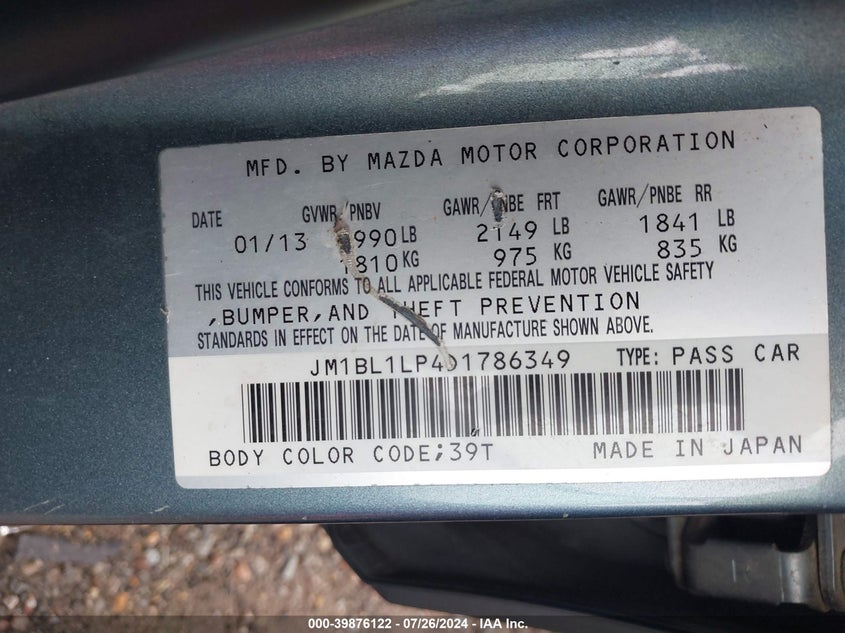 MFD. BY MAZDA MOTOR CORPORATION
DATE GVWR/PNBV GAWR/PNBE FRT GAWR/PNBE RR
01/13 990 LB 2149 LB 1841 LB
1810 KG 975 KG 835 KG
THIS VEHICLE CONFORMS TO ALL APPLICABLE FEDERAL MOTOR VEHICLE SAFETY
,BUMPER,AND THEFT PREVENTION
STANDARDS IN EFFECT ON THE DATE OF MANUFACTURE SHOWN ABOVE.
JM1BL1LP4D1786349 TYPE: PASS CAR
BODY COLOR CODE;39T MADE IN JAPAN
000-39876122 - 07/26/2024 - IAA Inc.